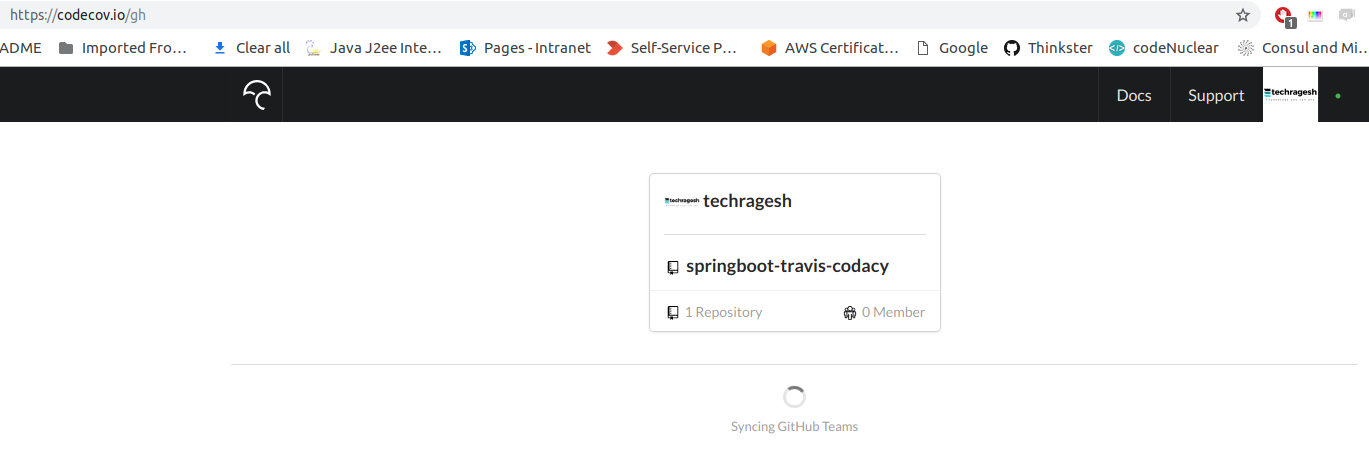 https://codecov.io/gh
1
ADME Imported Fro... Clear all Java J2ee Inte... Pages - Intranet Self-Service P... AWS Certificat... Google Thinkster codeNuclear Consul and Mi...
Docs Support techragesh
techragesh techragesh
springboot-travis-codacy
1 Repository 0 Member
Syncing GitHub Teams